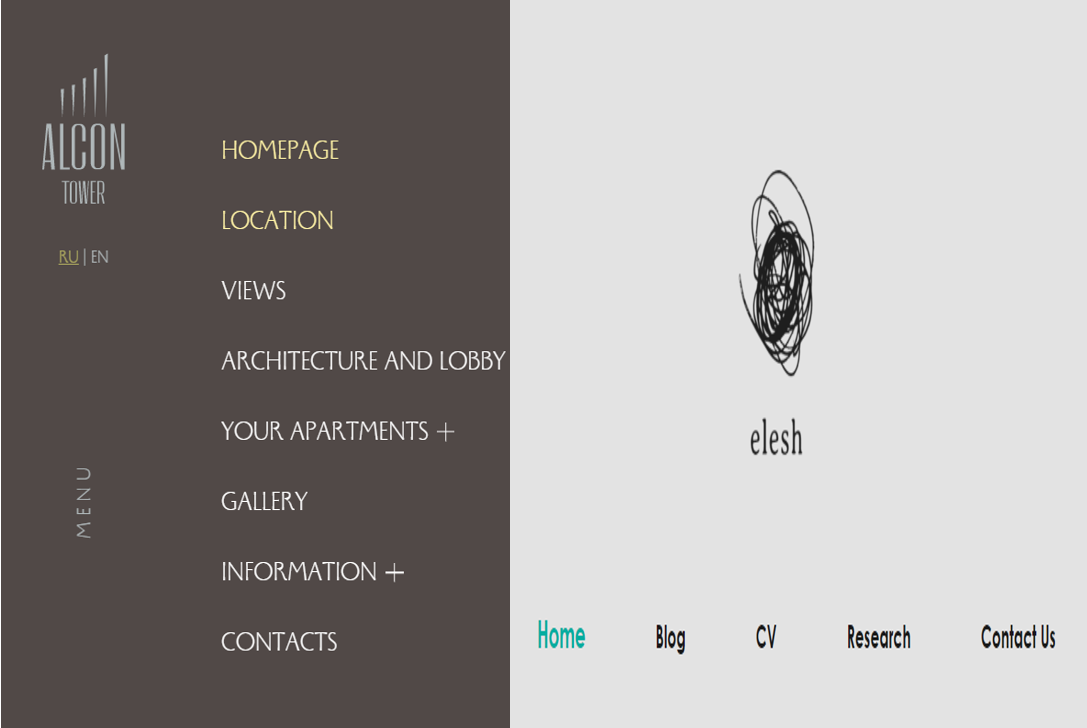 ALCON
TOWER
RU | EN
MENU
HOMEPAGE
LOCATION
VIEWS
ARCHITECTURE AND LOBBY
YOUR APARTMENTS +
GALLERY
INFORMATION +
CONTACTS
elesh
Home Blog CV Research Contact Us